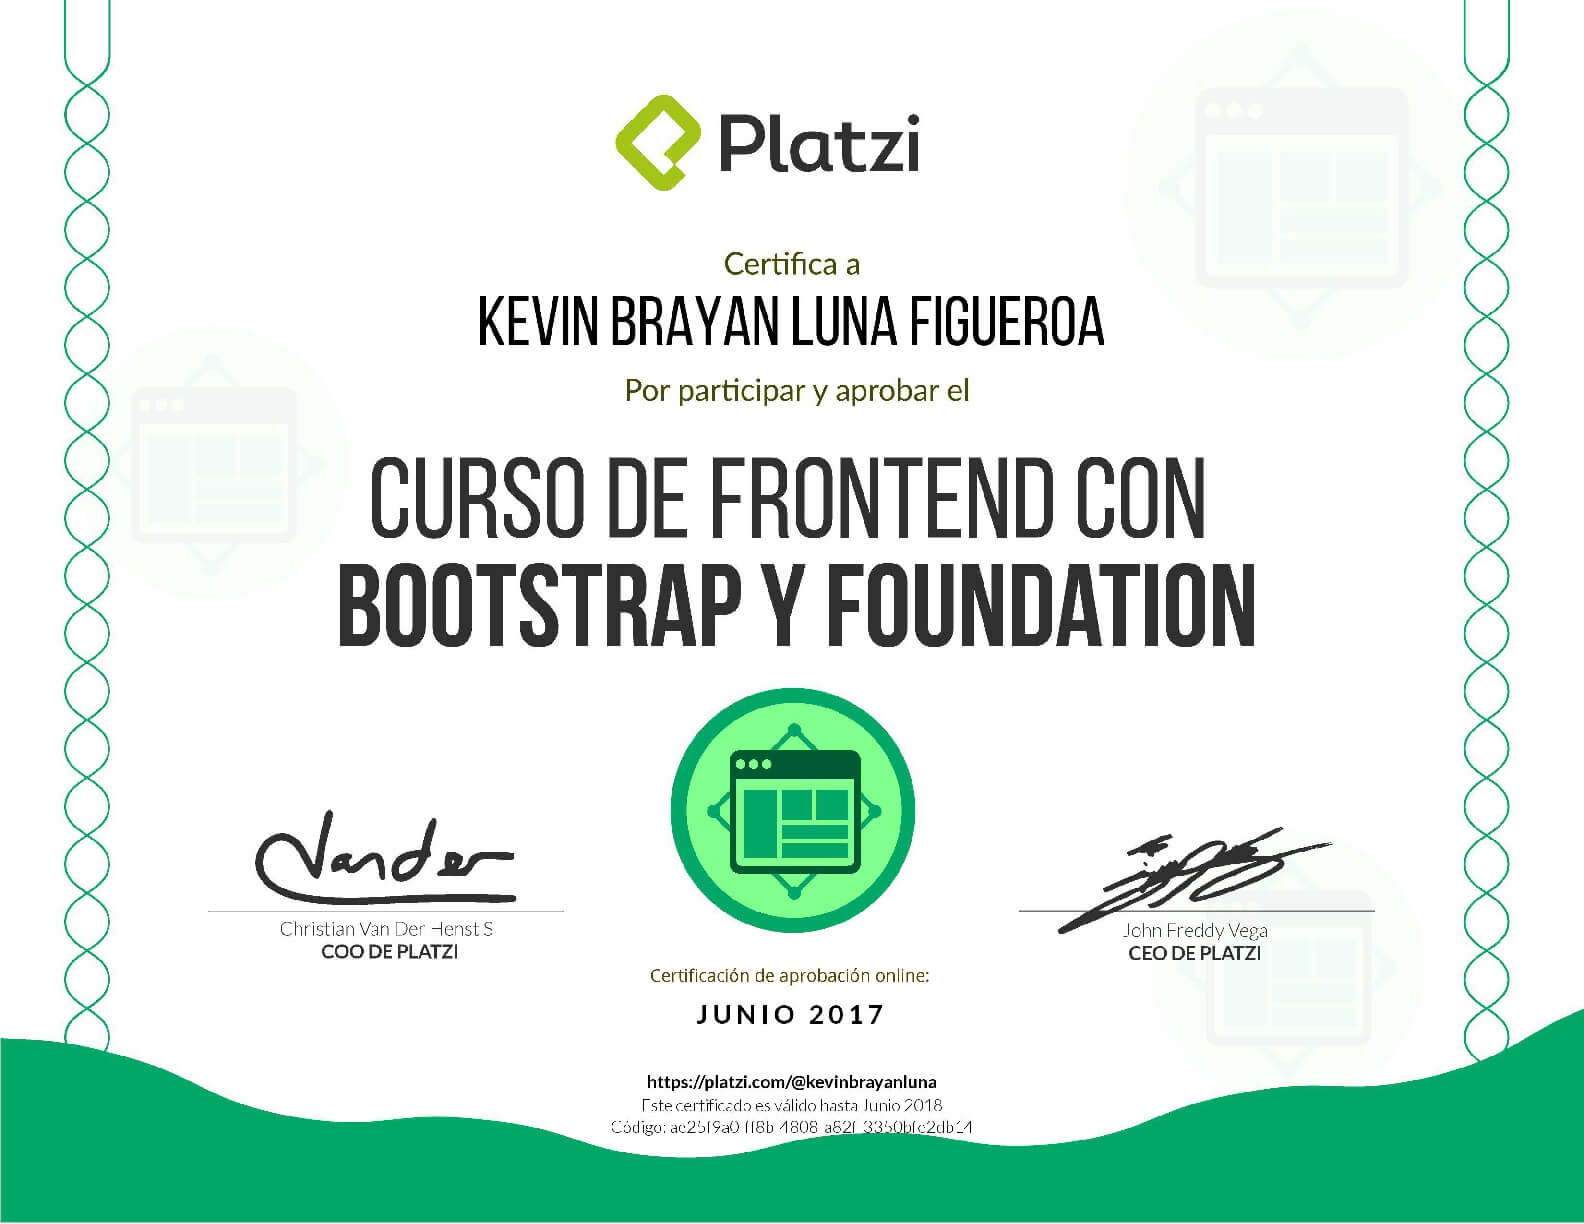 Platzi
Certifica a
KEVIN BRAYAN LUNA FIGUEROA
Por participar y aprobar el
CURSO DE FRONTEND CON
BOOTSTRAP Y FOUNDATION
Vander
Christian Van Der Henst S
COO DE PLATZI
John Freddy Vega
CEO DE PLATZI
Certificación de aprobación online:
JUNIO 2017
https://platzi.com/@kevinbrayanluna
Este certificado es válido hasta Junio 2018
Código: